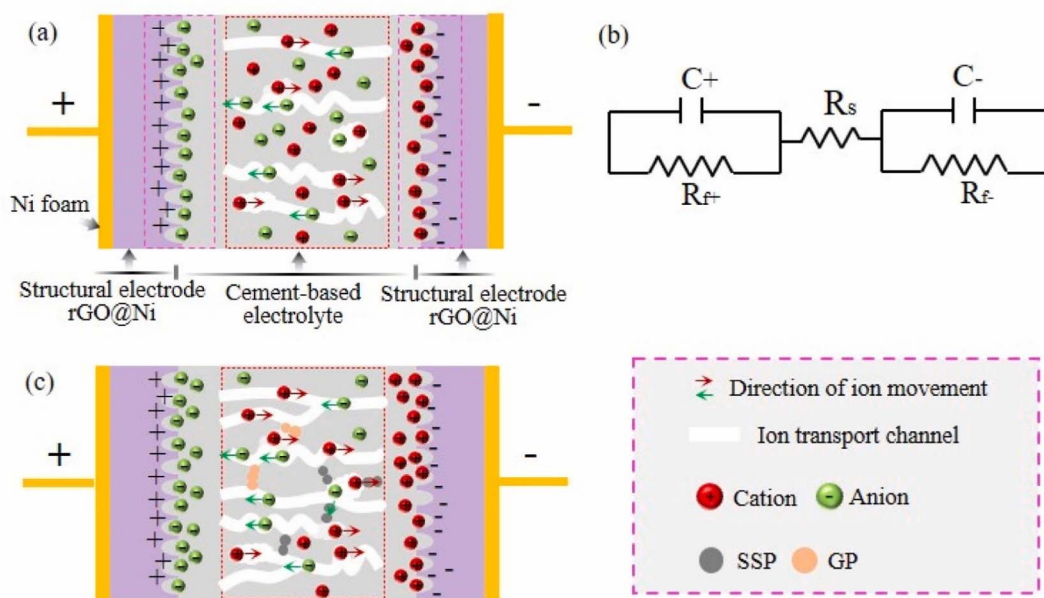 (a)
+
-
Ni foam
Structural electrode
rGO@Ni
Cement-based
electrolyte
Structural electrode
rGO@Ni
(b)
C+
Rs
C-
Rf+
Rf-
(c)
+
-
Direction of ion movement
Ion transport channel
Cation
Anion
SSP
GP